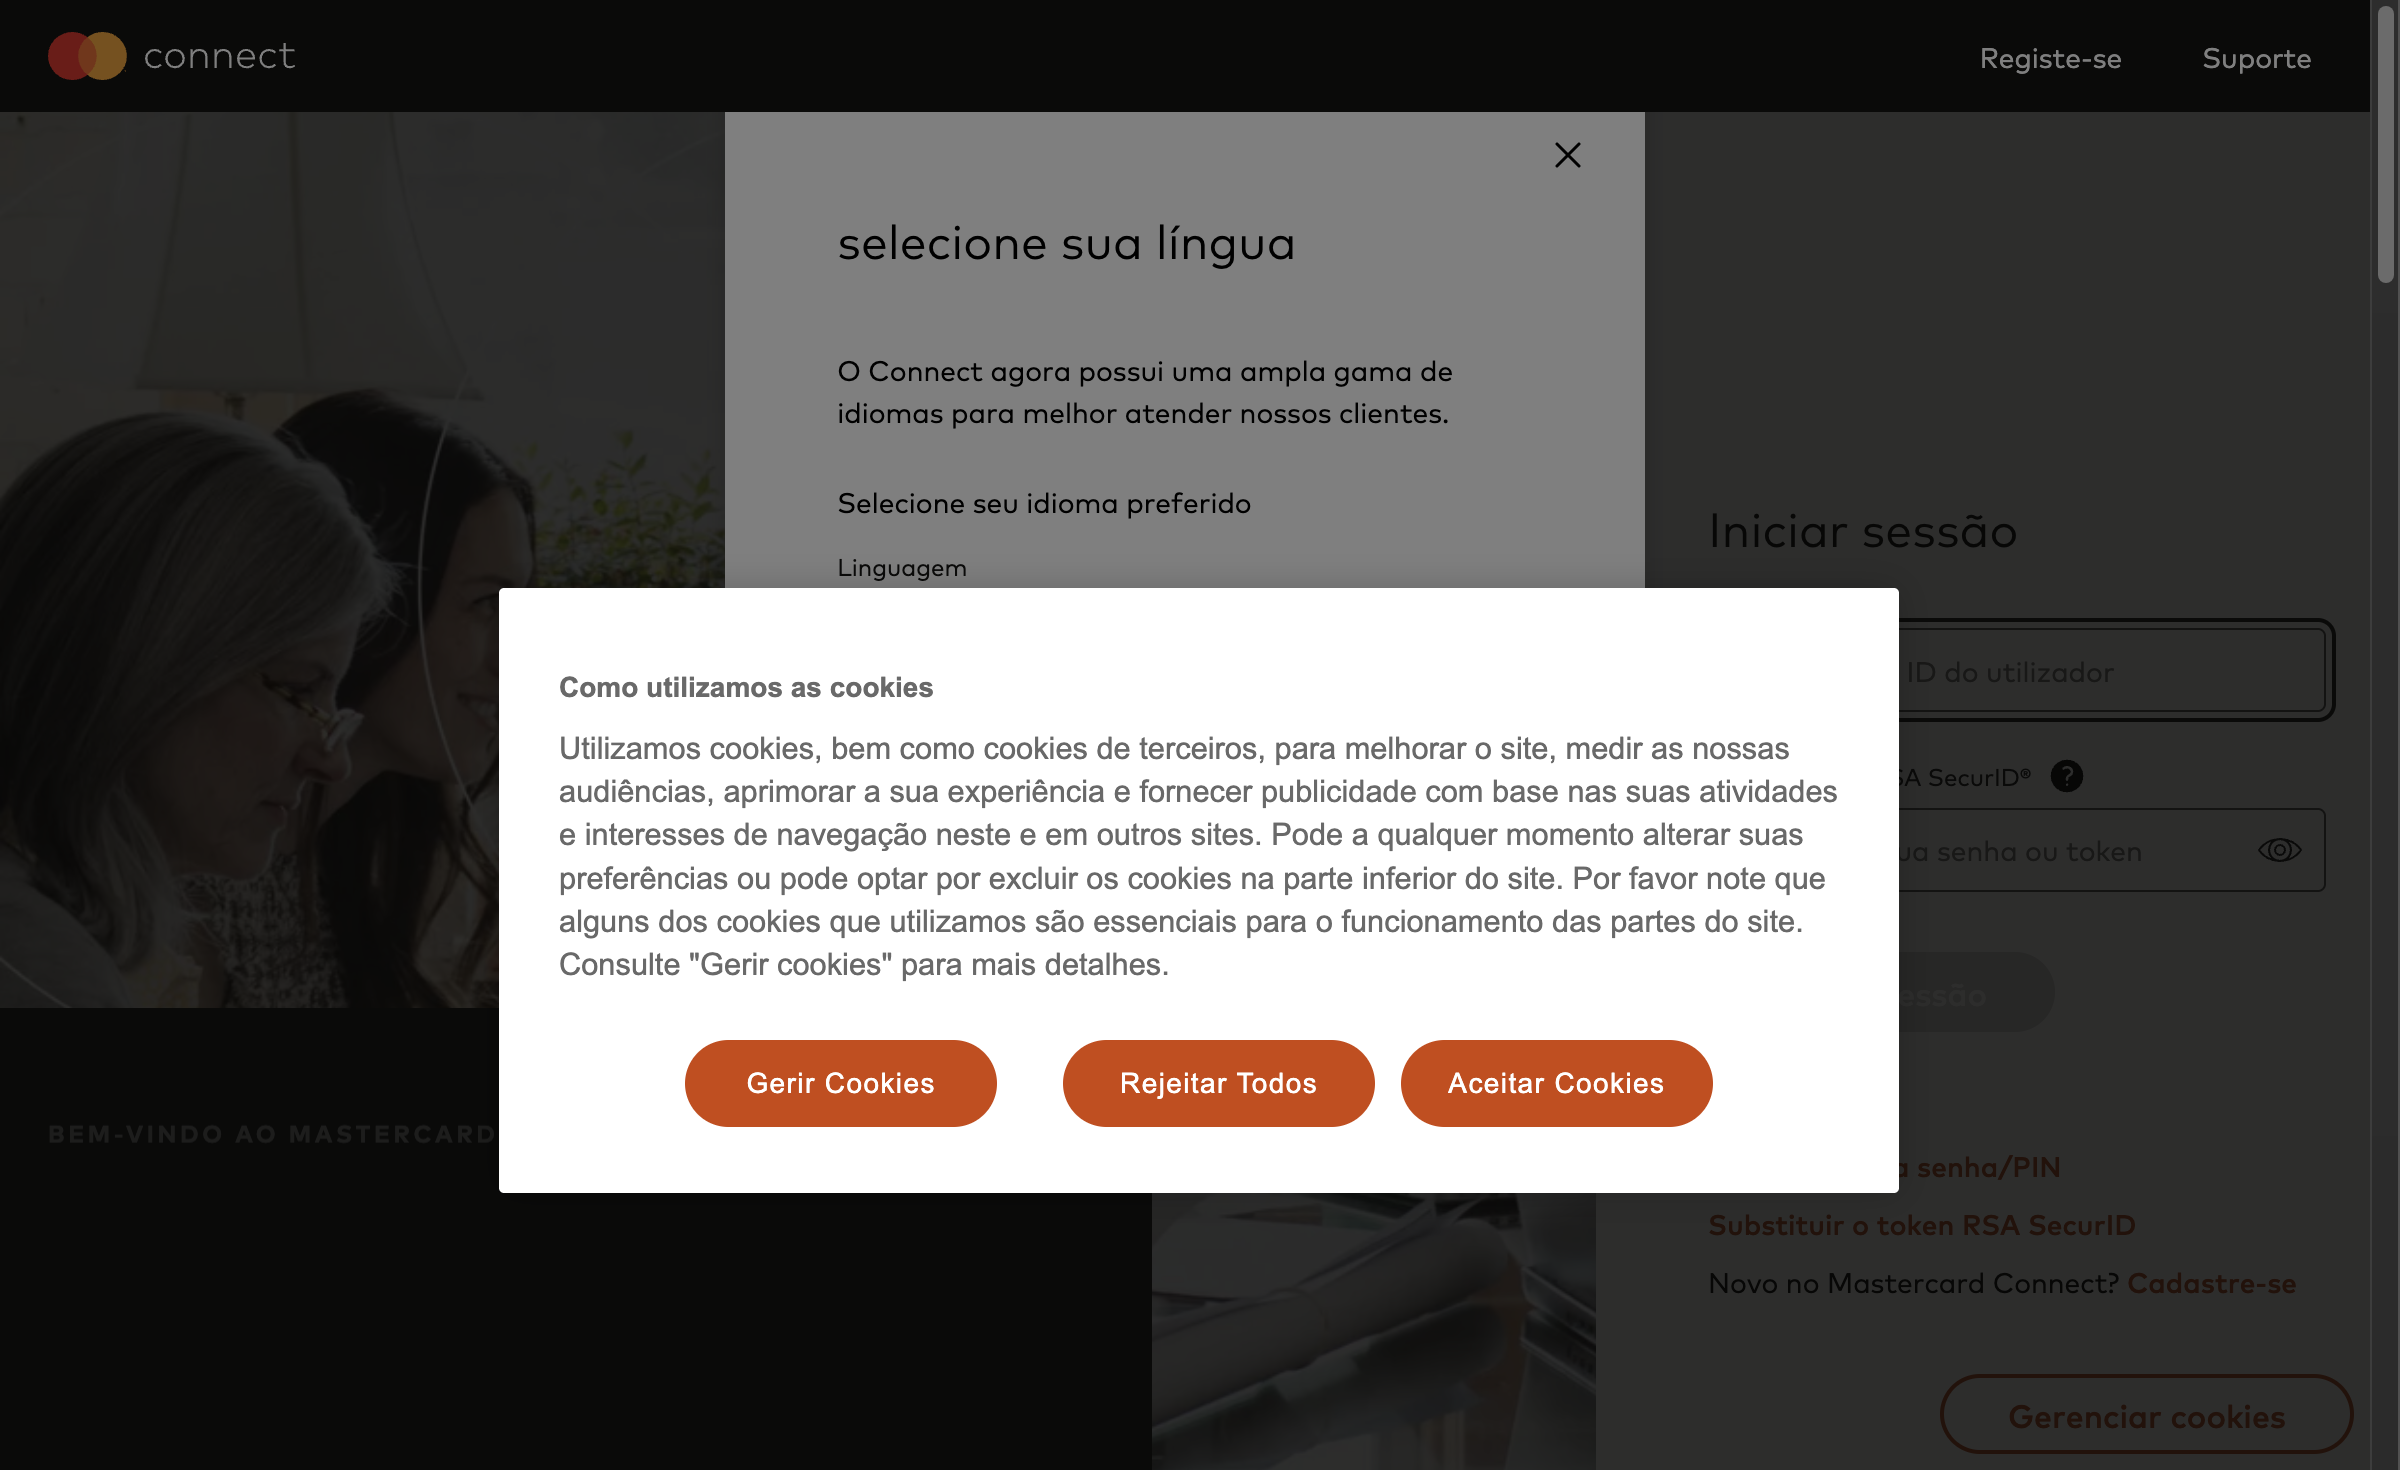 connect
Registe-se
Suporte
selecione sua língua
O Connect agora possui uma ampla gama de
idiomas para melhor atender nossos clientes.
Selecione seu idioma preferido
Linguagem
Como utilizamos as cookies
Utilizamos cookies, bem como cookies de terceiros, para melhorar o site, medir as nossas
audiências, aprimorar a sua experiência e fornecer publicidade com base nas suas atividades
e interesses de navegação neste e em outros sites. Pode a qualquer momento alterar suas
preferências ou pode optar por excluir os cookies na parte inferior do site. Por favor note que
alguns dos cookies que utilizamos são essenciais para o funcionamento das partes do site.
Consulte "Gerir cookies" para mais detalhes.
Gerir Cookies
Rejeitar Todos
Aceitar Cookies
BEM-VINDO AO MASTERCARD
Iniciar sessão
ID do utilizador
SecurID®
?
senha ou token
senha/PIN
Substituir o token RSA SecurID
Novo no Mastercard Connect? Cadastre-se
Gerenciar cookies